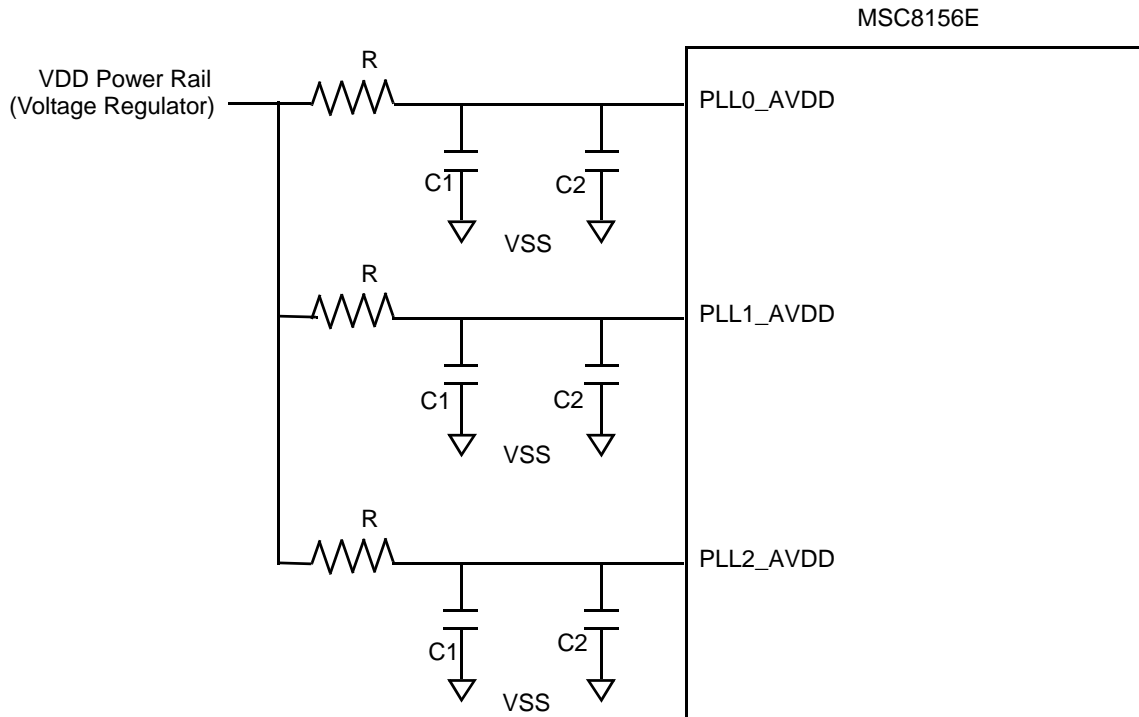 MSC8156E
R
VDD Power Rail
(Voltage Regulator)
PLL0_AVDD
C1
C2
VSS
R
PLL1_AVDD
C1
C2
VSS
R
PLL2_AVDD
C1
C2
VSS